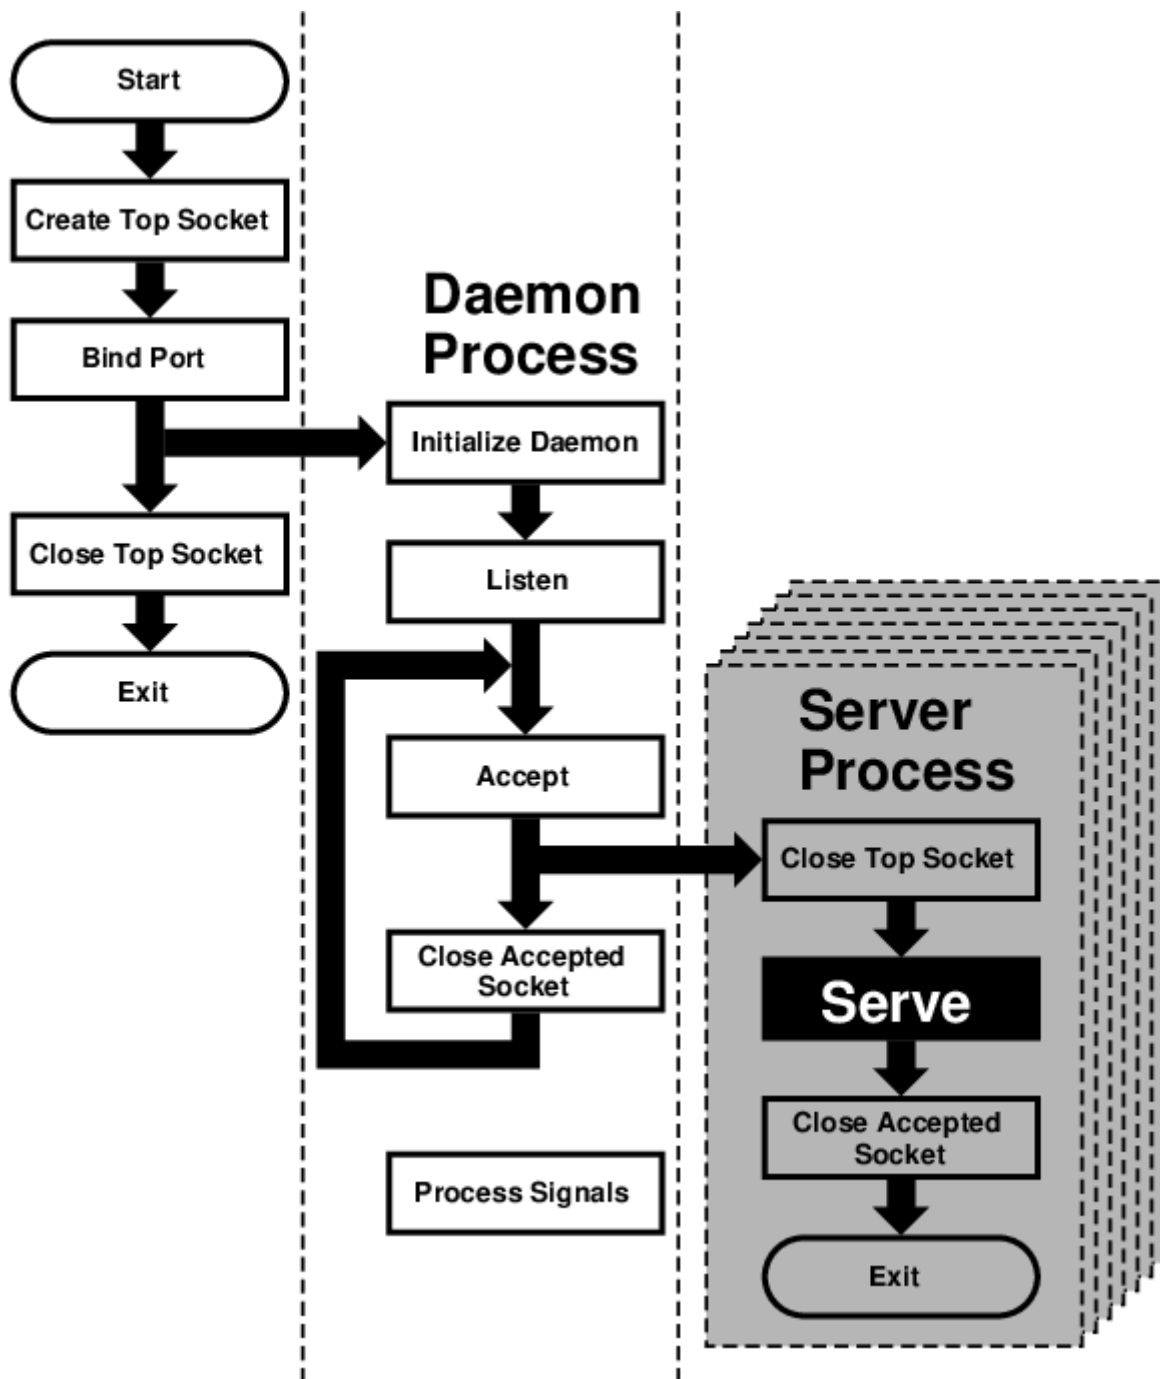 Start
Create Top Socket
Bind Port
Close Top Socket
Exit
Daemon
Process
Initialize Daemon
Listen
Accept
Close Accepted
Socket
Process Signals
Server
Process
Close Top Socket
Serve
Close Accepted
Socket
Exit